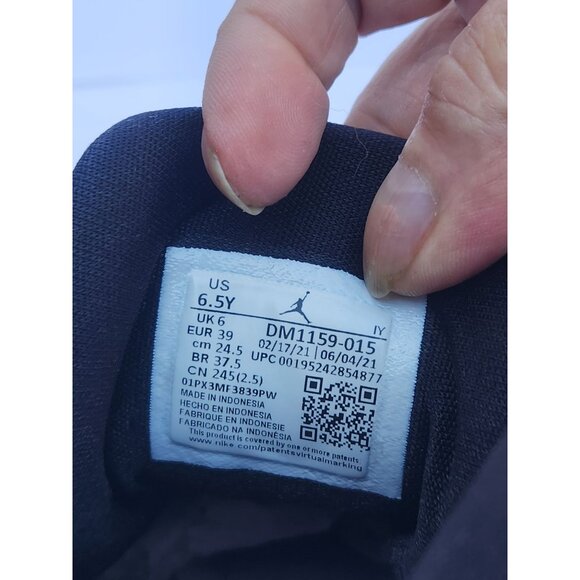 US
6.5Y
IY
UK 6
DM1159-015
EUR 39
02/17/21 | 06/04/21
cm 24.5
UPC 00195242854877
BR 37.5
CN 245(2.5)
01PX3MF3839PW
MADE IN INDONESIA
HECHO EN INDONESIA
FABRIQUE EN INDONESIE
FABRICADO NA INDONÉSIA
This product is covered by one or more patents
www.nike.com/patentsvirtualmarking